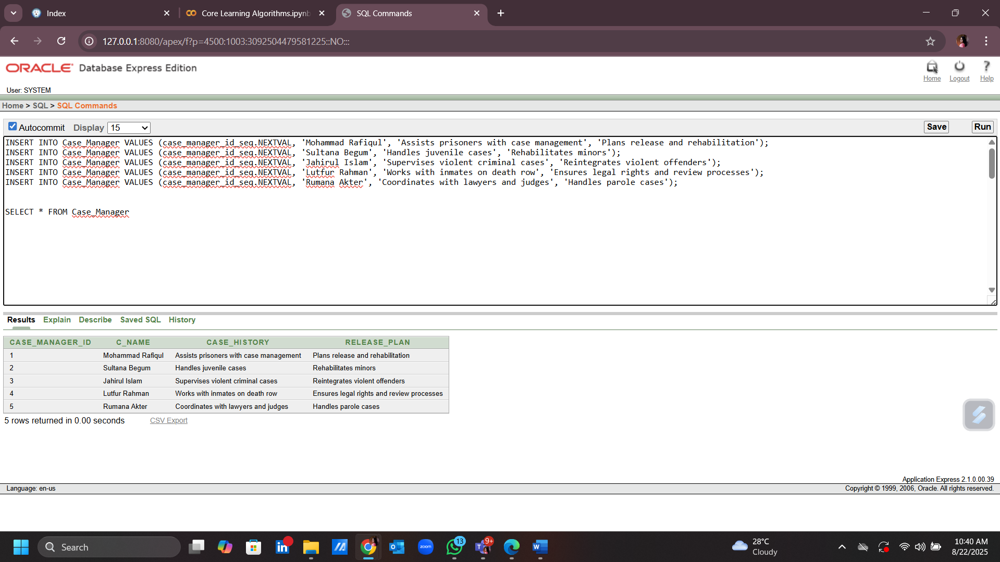 Index
Core Learning Algorithms.ipynb
SQL Commands
127.0.0.1:8080/apex/f?p=4500:1003:3092504479581225::NO:::
ORACLE Database Express Edition
Home Logout Help
User: SYSTEM
Home > SQL > SQL Commands
Autocommit Display 15 Save Run
INSERT INTO Case_Manager VALUES (case_manager_id_seq.NEXTVAL, 'Mohammad Rafiqul', 'Assists prisoners with case management', 'Plans release and rehabilitation');
INSERT INTO Case_Manager VALUES (case_manager_id_seq.NEXTVAL, 'Sultana Begum', 'Handles juvenile cases', 'Rehabilitates minors');
INSERT INTO Case_Manager VALUES (case_manager_id_seq.NEXTVAL, 'Jahirul Islam', 'Supervises violent criminal cases', 'Reintegrates violent offenders');
INSERT INTO Case_Manager VALUES (case_manager_id_seq.NEXTVAL, 'Lutfur Rahman', 'Works with inmates on death row', 'Ensures legal rights and review processes');
INSERT INTO Case_Manager VALUES (case_manager_id_seq.NEXTVAL, 'Rumana Akter', 'Coordinates with lawyers and judges', 'Handles parole cases');
SELECT * FROM Case_Manager
Results Explain Describe Saved SQL History
CASE_MANAGER_ID C_NAME CASE_HISTORY RELEASE_PLAN
1 Mohammad Rafiqul Assists prisoners with case management Plans release and rehabilitation
2 Sultana Begum Handles juvenile cases Rehabilitates minors
3 Jahirul Islam Supervises violent criminal cases Reintegrates violent offenders
4 Lutfur Rahman Works with inmates on death row Ensures legal rights and review processes
5 Rumana Akter Coordinates with lawyers and judges Handles parole cases
5 rows returned in 0.00 seconds CSV Export
Application Express 2.1.0.00.39
Language: en-us Copyright © 1999, 2006, Oracle. All rights reserved.
Search
zoom
13
9+
28°C
Cloudy
10:40 AM
8/22/2025